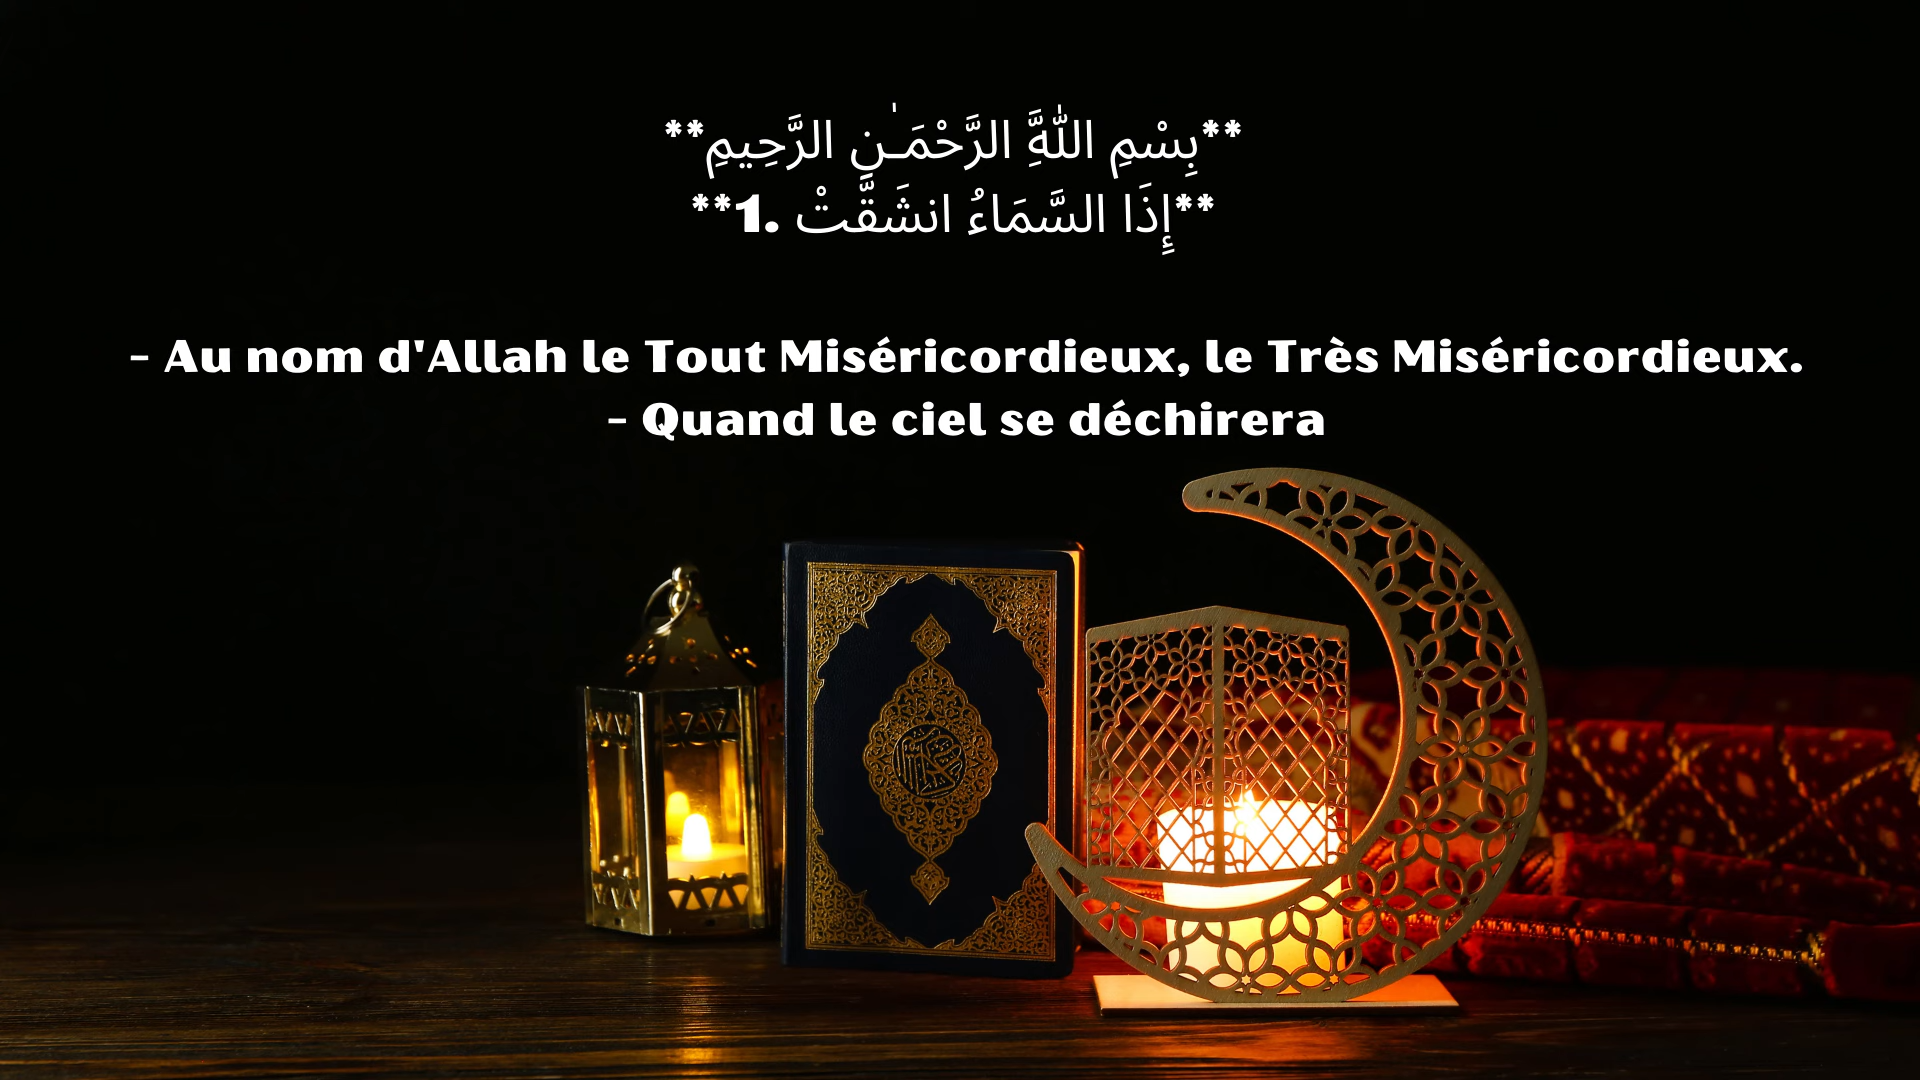 **بِسْمِ اللَّهِ الرَّحْمَـٰنِ الرَّحِيمِ**
**إِذَا السَّمَاءُ انشَقَّتْ .1**
- Au nom d'Allah le Tout Miséricordieux, le Très Miséricordieux.
- Quand le ciel se déchirera